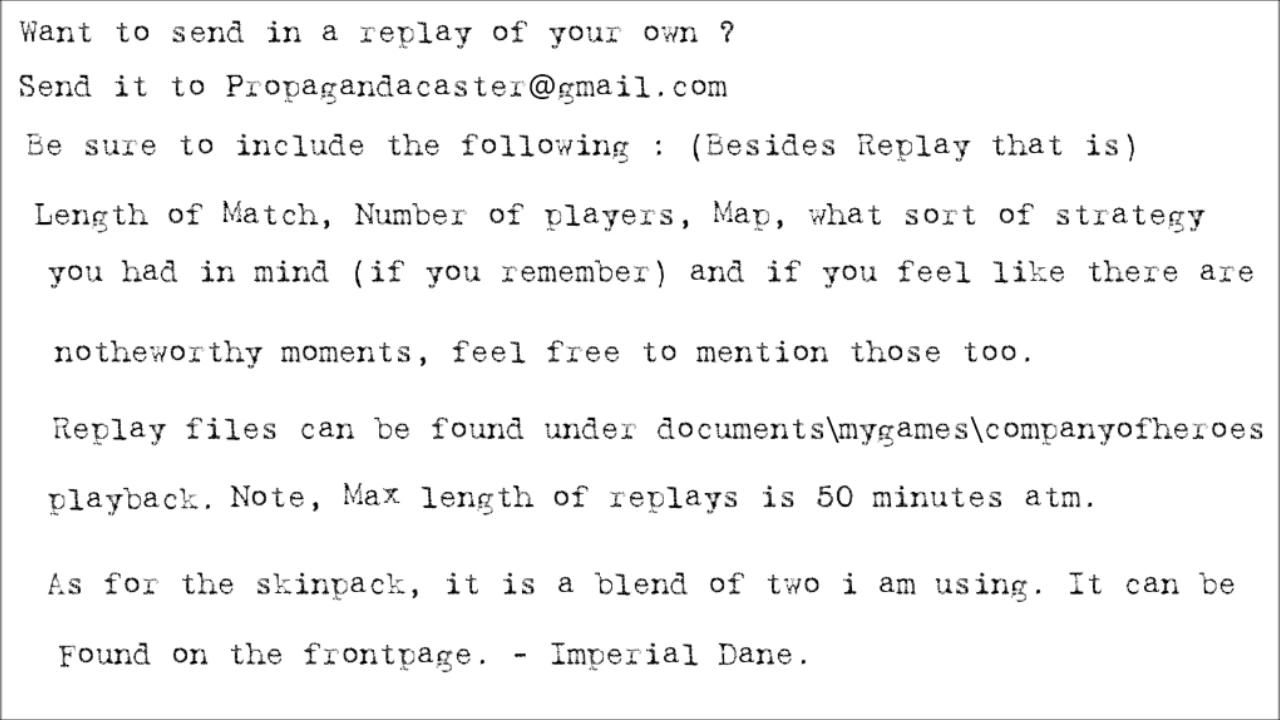 Want to send in a replay of your own ?
Send it to Propagandacaster@gmail.com
Be sure to include the following : (Besides Replay that is)
Length of Match, Number of players, Map, what sort of strategy
you had in mind (if you remember) and if you feel like there are
notheworthy moments, feel free to mention those too.
Replay files can be found under documents\mygames\companyofheroes
playback. Note, Max length of replays is 50 minutes atm.
As for the skinpack, it is a blend of two i am using. It can be
Found on the frontpage. - Imperial Dane.